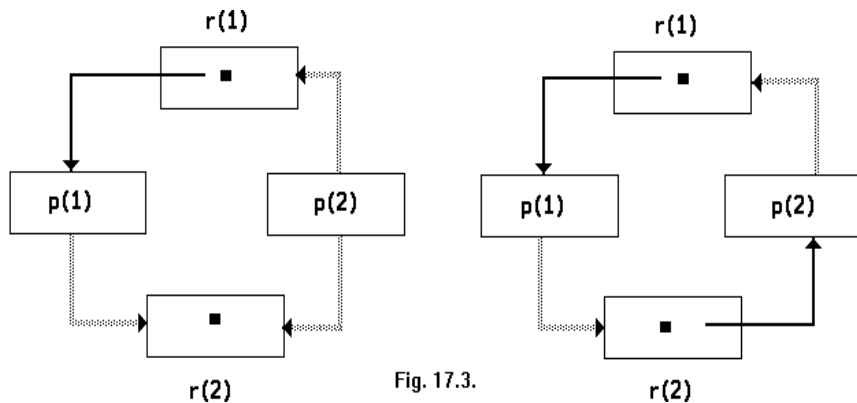 r(1)
p(1)
p(2)
r(2)
r(1)
p(1)
p(2)
r(2)
Fig. 17.3.